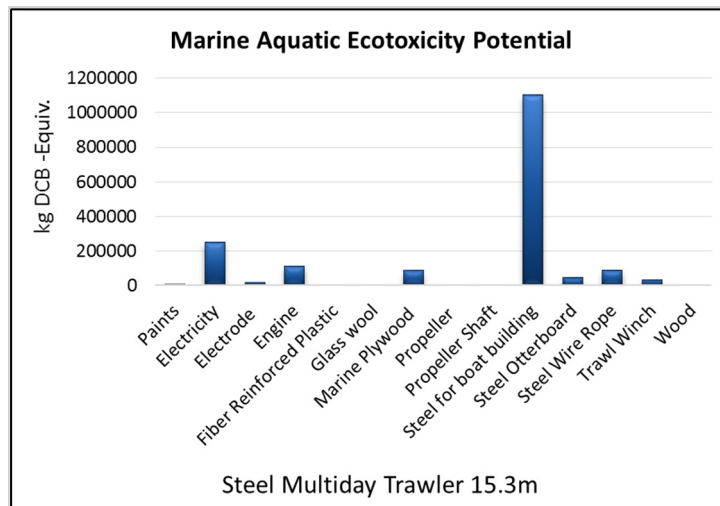 Marine Aquatic Ecotoxicity Potential
kg DCB -Equiv.
1200000
1000000
800000
600000
400000
200000
0
Paints
Electricity
Electrode
Engine
Fiber Reinforced Plastic
Glass wool
Marine Plywood
Propeller
Propeller Shaft
Steel for boat building
Steel Otterboard
Steel Wire Rope
Trawl Winch
Wood
Steel Multiday Trawler 15.3m